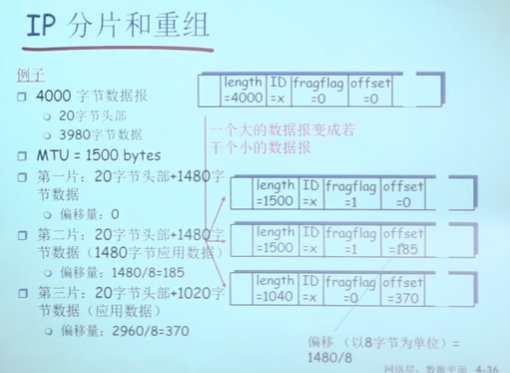 IP 分片和重组
例子
4000 字节数据报
20字节头部
3980字节数据
MTU = 1500 bytes
第一片：20字节头部+1480字
节数据
偏移量：0
第二片：20字节头部+1480字
节数据（1480字节应用数据）
偏移量：1480/8=185
第三片：20字节头部+1020字
节数据（应用数据）
偏移量：2960/8=370
length ID fragflag offset
=4000 =x =0 =0
一个大的数据报变成若
干个小的数据报
length ID fragflag offset
=1500 =x =1 =0
length ID fragflag offset
=1500 =x =1 =185
length ID fragflag offset
=1040 =x =0 =370
偏移（以8字节为单位）=
1480/8
网络层：数据平面 4-36